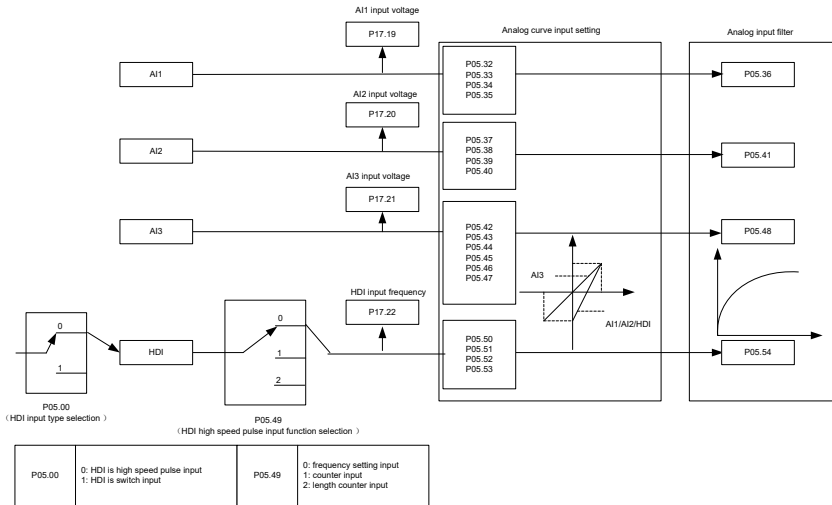 AI1 input voltage
P17.19
Analog curve input setting
Analog input filter
AI1
P05.32
P05.33
P05.34
P05.35
P05.36
AI2 input voltage
P17.20
AI2
P05.37
P05.38
P05.39
P05.40
P05.41
AI3 input voltage
P17.21
AI3
P05.42
P05.43
P05.44
P05.45
P05.46
P05.47
AI3
AI1/AI2/HDI
P05.48
HDI input frequency
P17.22
0
1
HDI
0
1
2
P05.50
P05.51
P05.52
P05.53
P05.54
P05.00
（HDI input type selection ）
P05.49
（HDI high speed pulse input function selection）
P05.00
0: HDI is high speed pulse input
1: HDI is switch input
P05.49
0: frequency setting input
1: counter input
2: length counter input